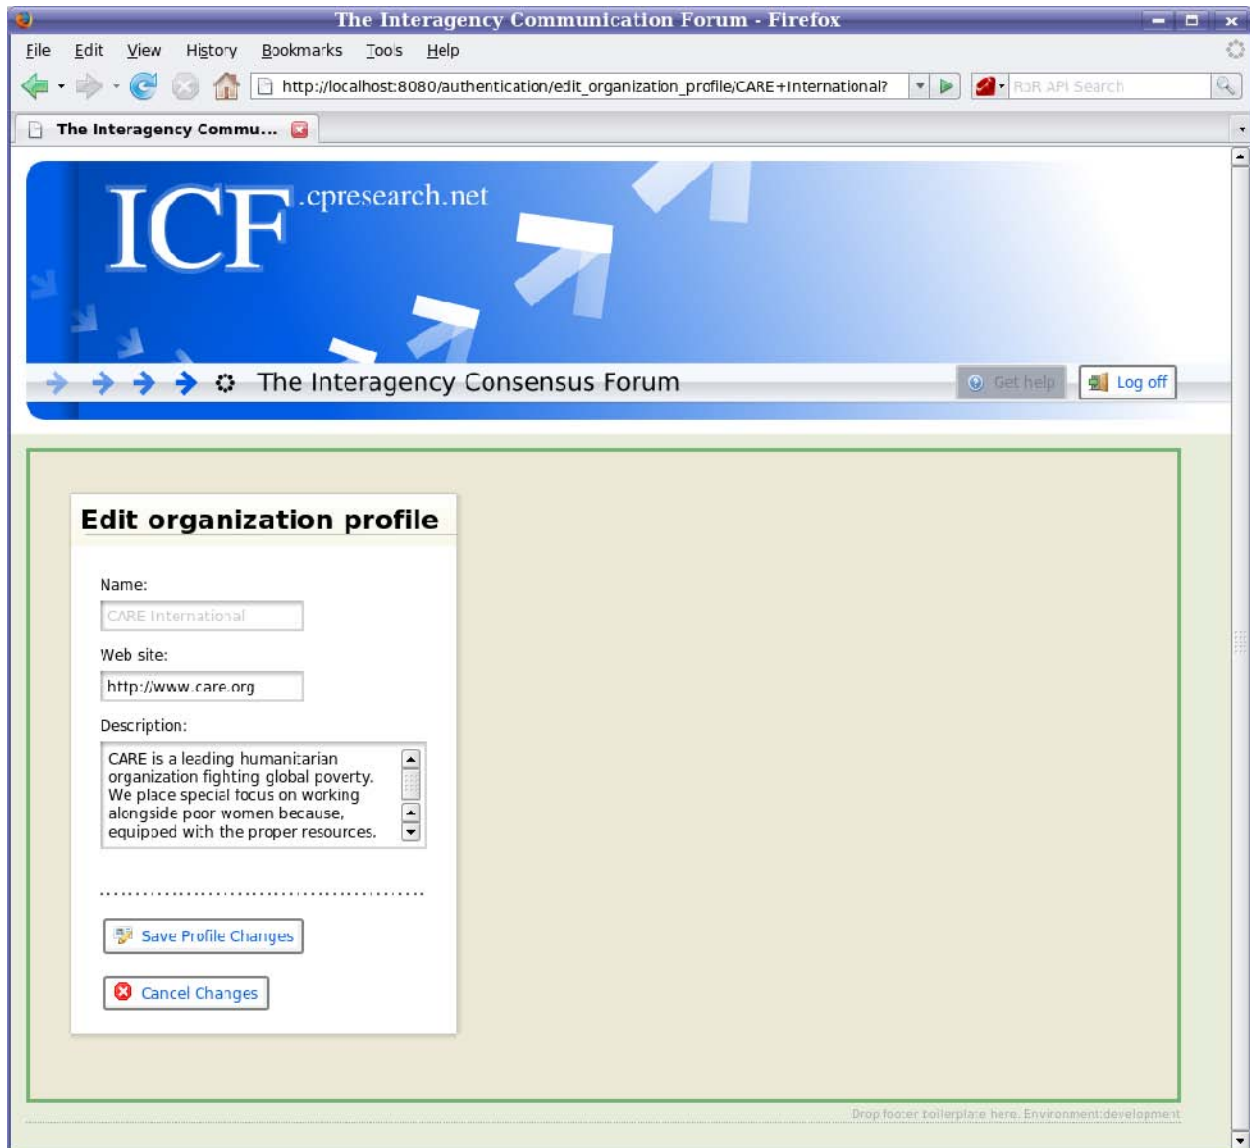 The Interagency Communication Forum - Firefox
File Edit View History Bookmarks Tools Help
http://localhost:8080/authentication/edit_organization_profile/CARE+International?
RoR API Search
The Interagency Commu...
ICF.cpresearch.net
The Interagency Consensus Forum
Get help
Log off
Edit organization profile
Name:
CARE International
Web site:
http://www.care.org
Description:
CARE is a leading humanitarian
organization fighting global poverty.
We place special focus on working
alongside poor women because,
equipped with the proper resources.
Save Profile Changes
Cancel Changes
Drop footer boilerplate here. Environment:development